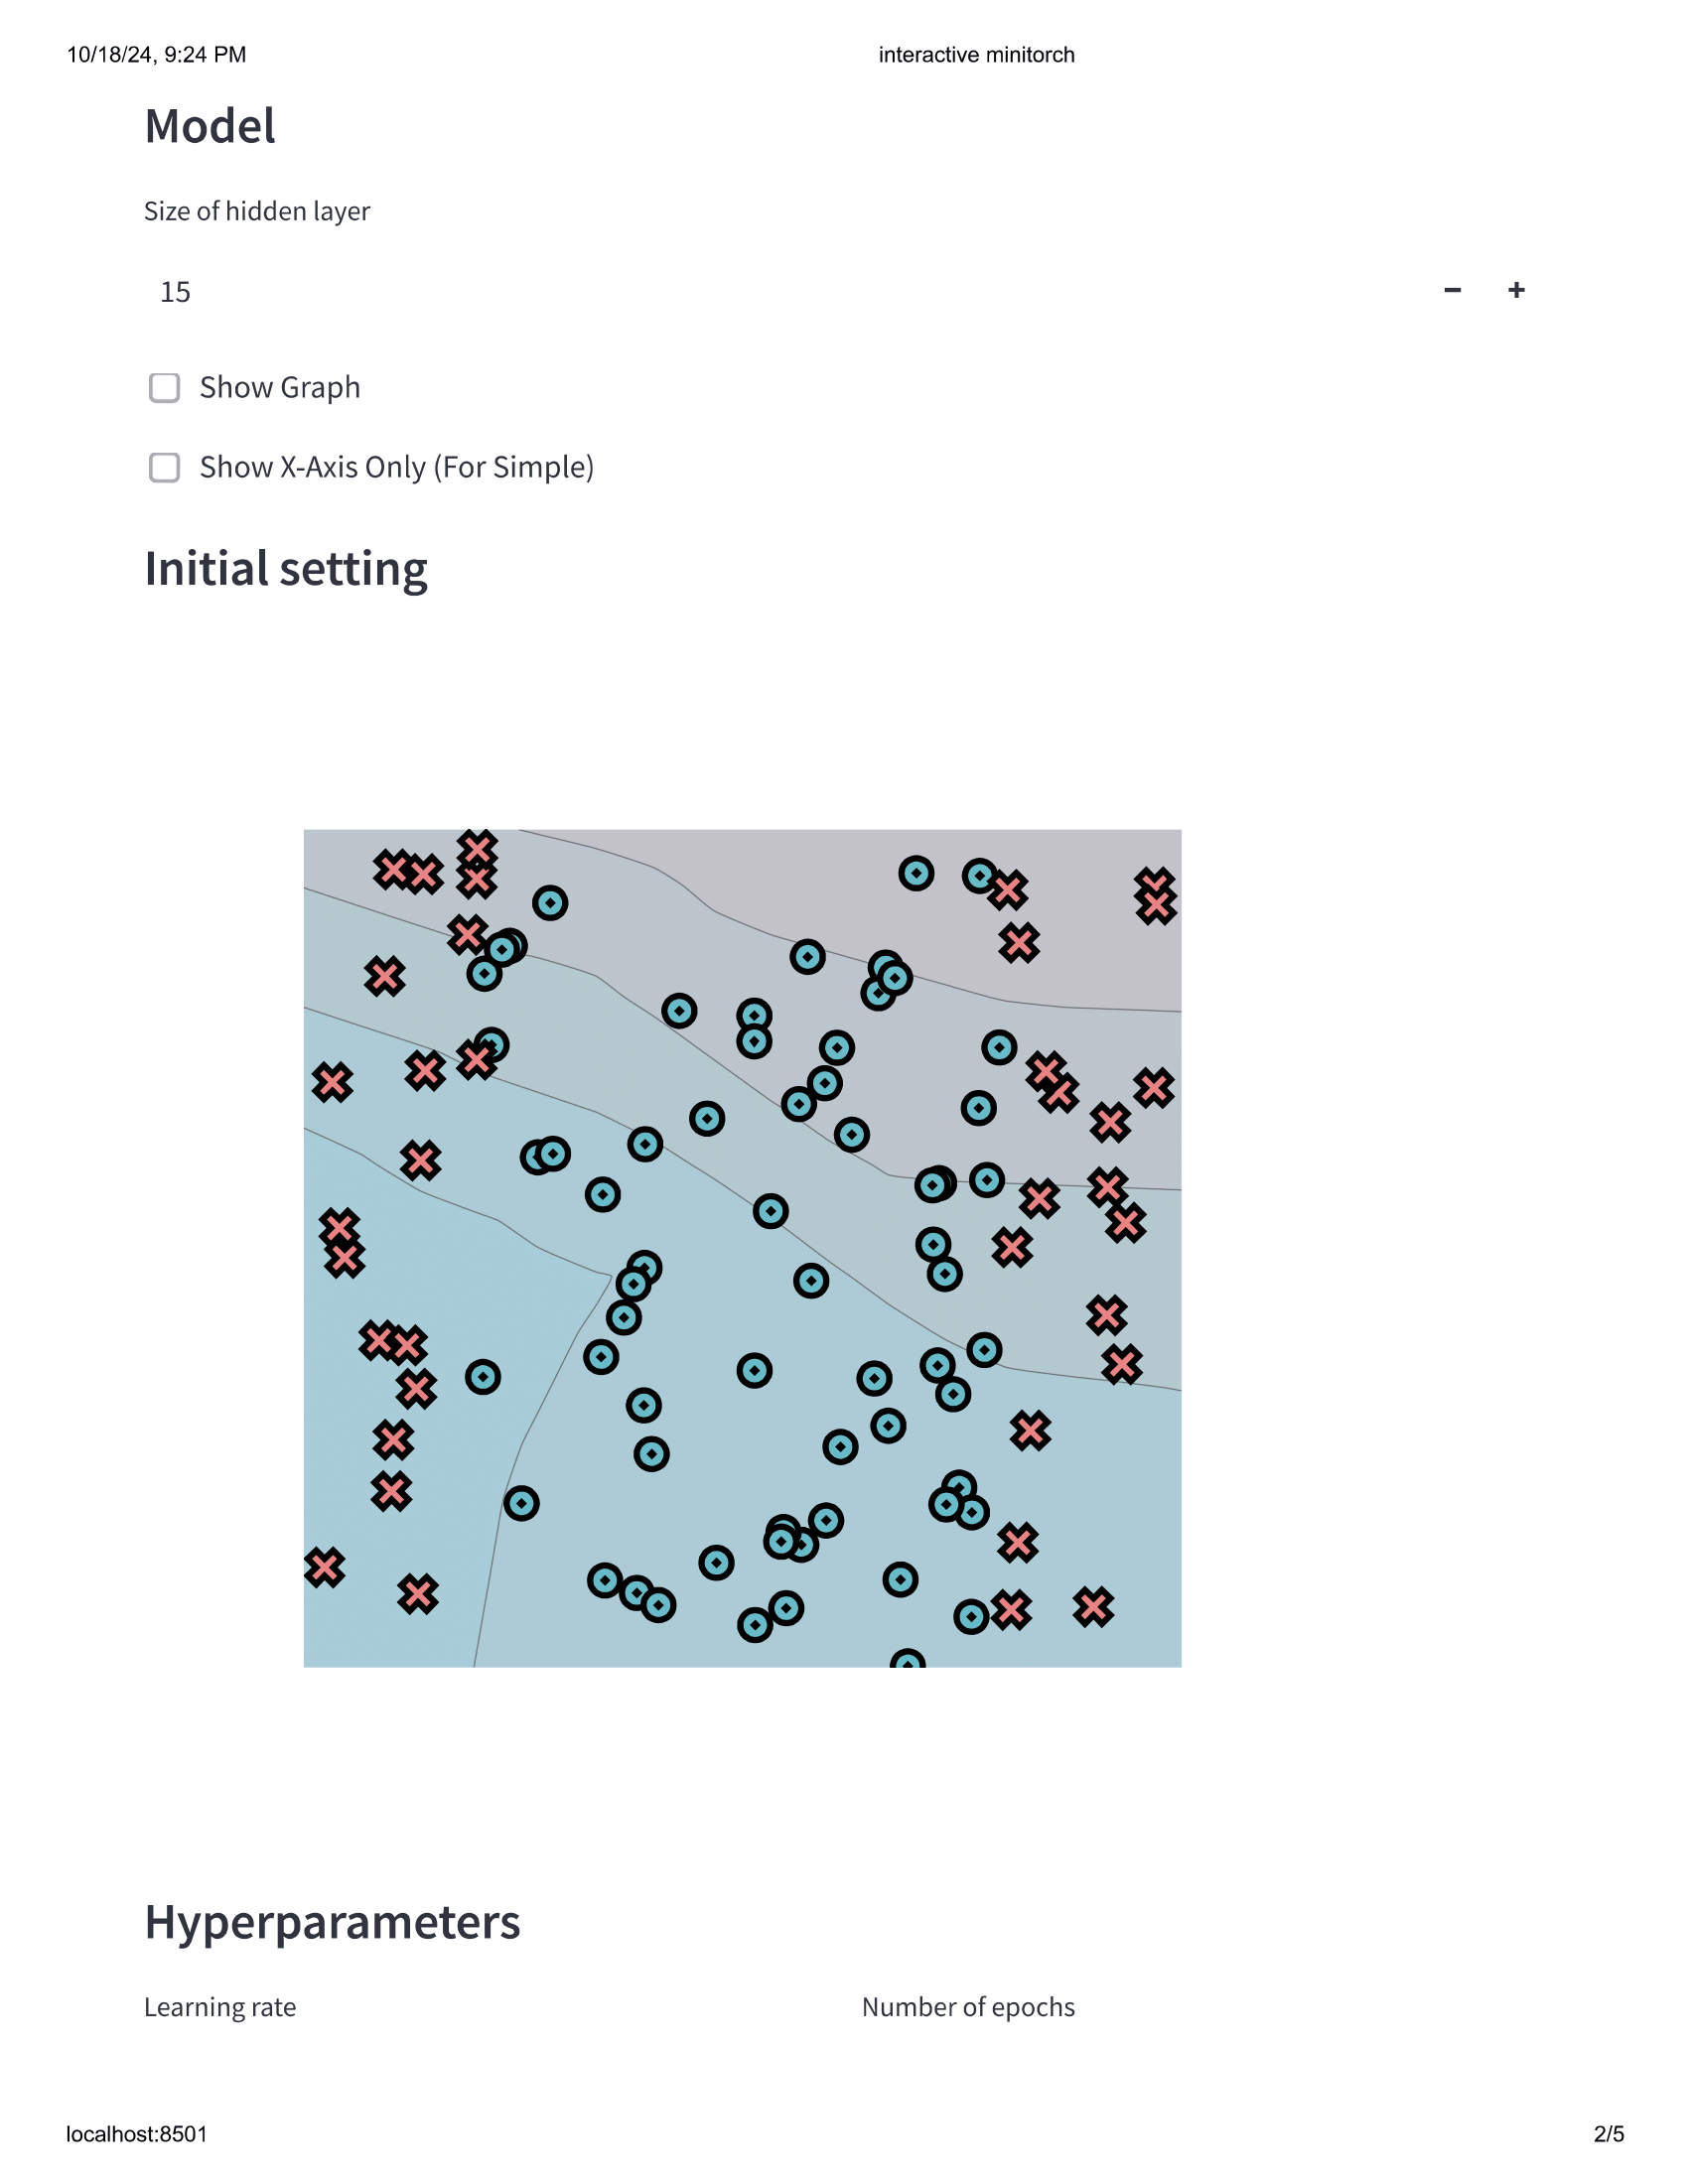 10/18/24, 9:24 PM
interactive minitorch
Model
Size of hidden layer
15
− +
Show Graph
Show X-Axis Only (For Simple)
Initial setting
Hyperparameters
Learning rate
Number of epochs
localhost:8501
2/5